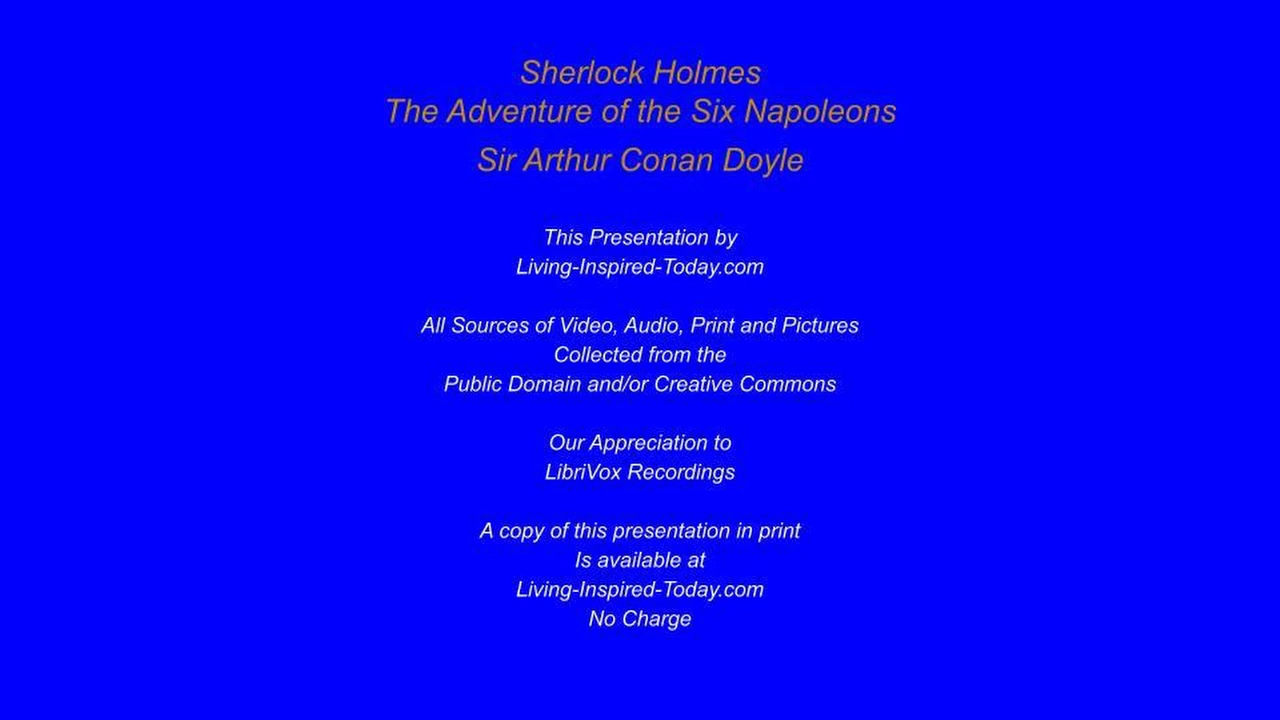 Sherlock Holmes
The Adventure of the Six Napoleons
Sir Arthur Conan Doyle
This Presentation by
Living-Inspired-Today.com
All Sources of Video, Audio, Print and Pictures
Collected from the
Public Domain and/or Creative Commons
Our Appreciation to
LibriVox Recordings
A copy of this presentation in print
Is available at
Living-Inspired-Today.com
No Charge